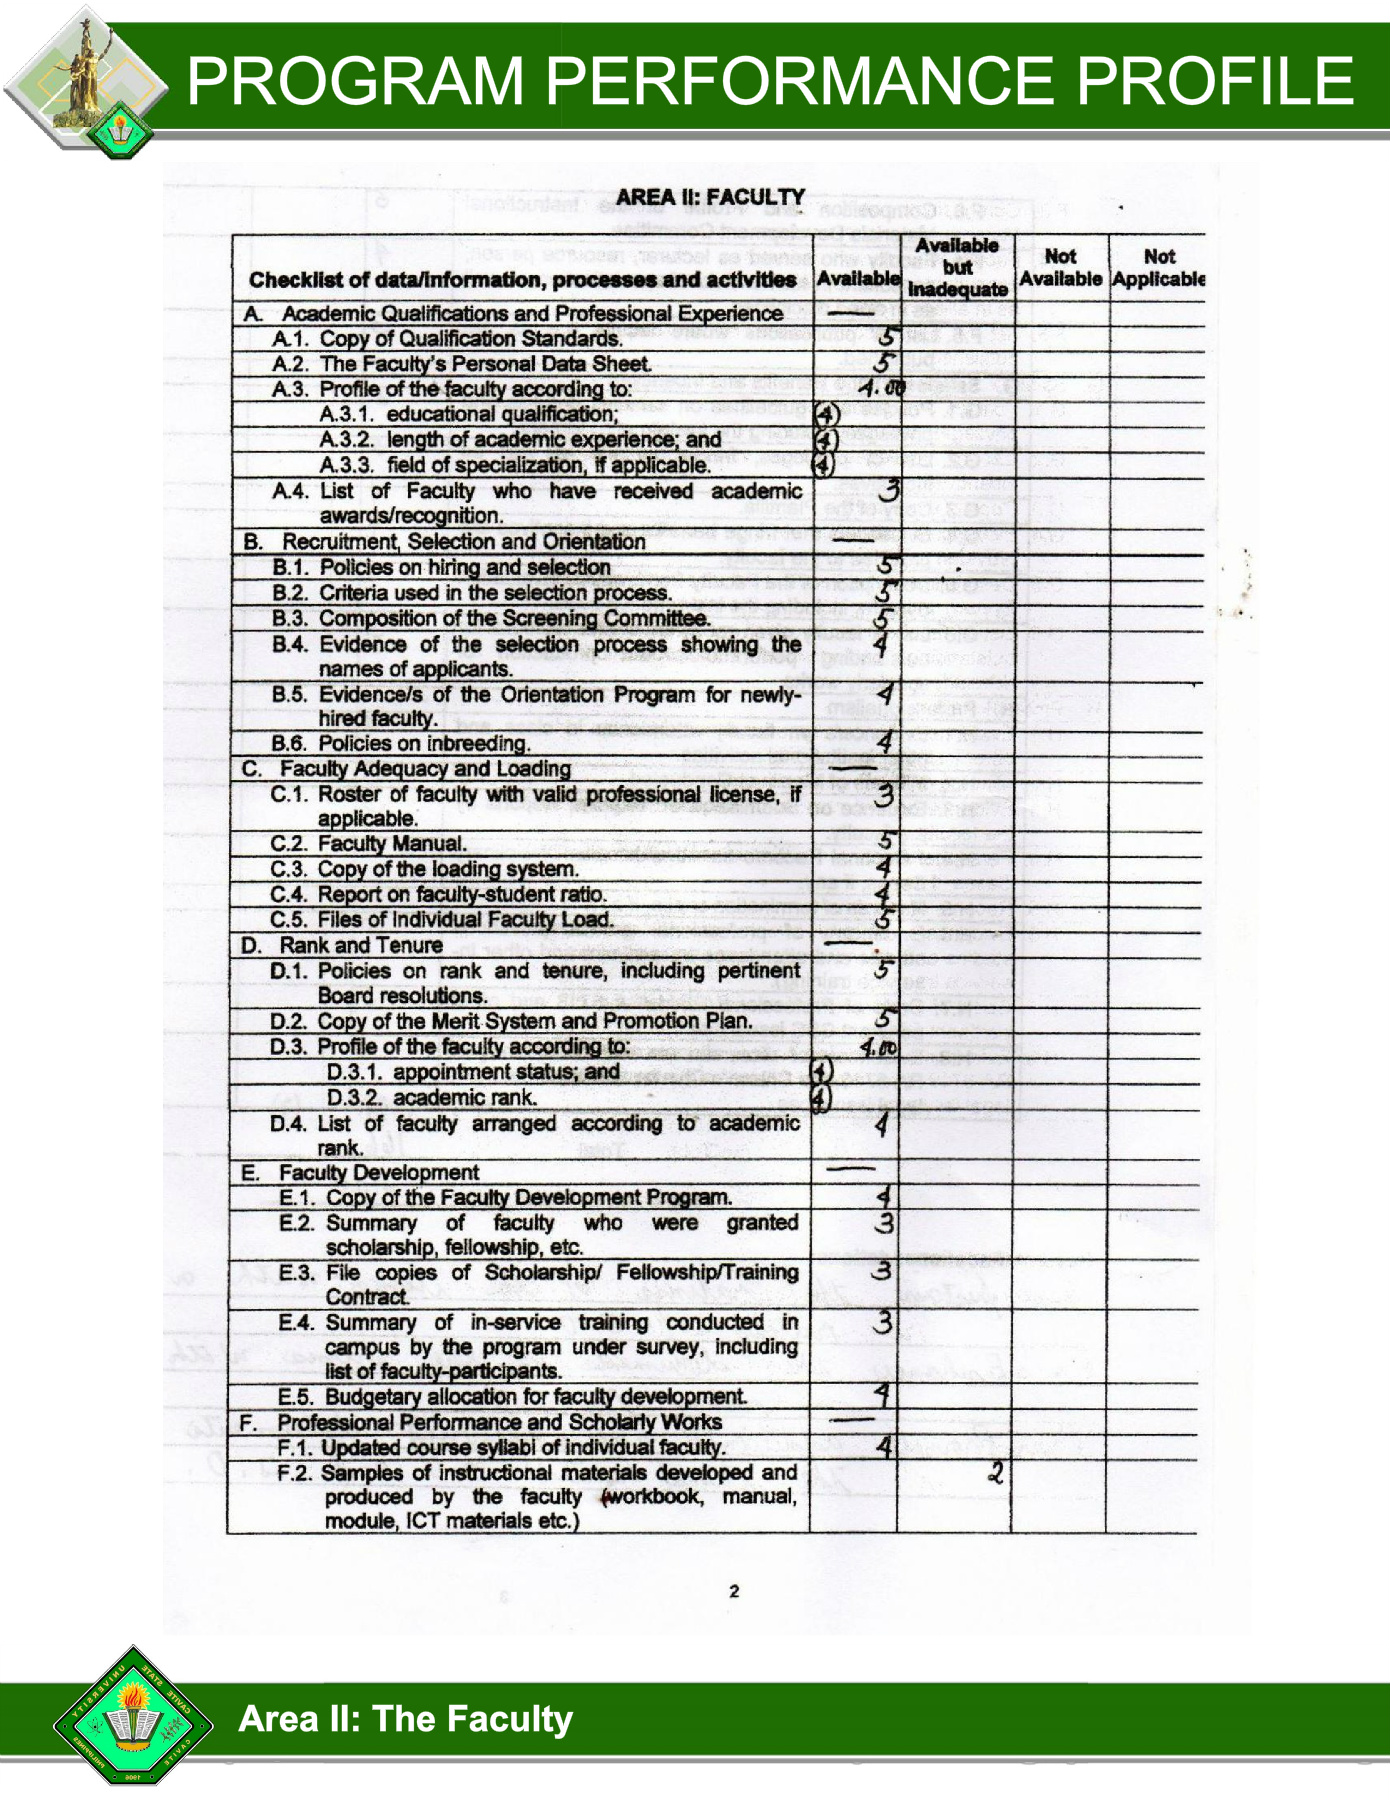 PROGRAM PERFORMANCE PROFILE
AREA II: FACULTY
Checklist of data/information, processes and activities Available Available but Inadequate Not Available Not Applicable
A. Academic Qualifications and Professional Experience —
A.1. Copy of Qualification Standards. 5
A.2. The Faculty's Personal Data Sheet. 5
A.3. Profile of the faculty according to: 4.00
A.3.1. educational qualification; (4)
A.3.2. length of academic experience; and (4)
A.3.3. field of specialization, if applicable. (4)
A.4. List of Faculty who have received academic 3
awards/recognition.
B. Recruitment, Selection and Orientation
B.1. Policies on hiring and selection 5
B.2. Criteria used in the selection process. 5
B.3. Composition of the Screening Committee. 5
B.4. Evidence of the selection process showing the 4
names of applicants.
B.5. Evidence/s of the Orientation Program for newly- 4
hired faculty.
B.6. Policies on inbreeding. 4
C. Faculty Adequacy and Loading —
C.1. Roster of faculty with valid professional license, if 3
applicable.
C.2. Faculty Manual. 5
C.3. Copy of the loading system. 4
C.4. Report on faculty-student ratio. 4
C.5. Files of Individual Faculty Load. 5
D. Rank and Tenure —
D.1. Policies on rank and tenure, including pertinent 5
Board resolutions.
D.2. Copy of the Merit System and Promotion Plan. 5
D.3. Profile of the faculty according to: 4.00
D.3.1. appointment status; and (4)
D.3.2. academic rank. (4)
D.4. List of faculty arranged according to academic 4
rank.
E. Faculty Development —
E.1. Copy of the Faculty Development Program. 4
E.2. Summary of faculty who were granted 3
scholarship, fellowship, etc.
E.3. File copies of Scholarship/ Fellowship/Training 3
Contract.
E.4. Summary of in-service training conducted in 3
campus by the program under survey, including
list of faculty-participants.
E.5. Budgetary allocation for faculty development. 4
F. Professional Performance and Scholarly Works —
F.1. Updated course syllabi of individual faculty. 4
F.2. Samples of instructional materials developed and 2
produced by the faculty (workbook, manual,
module, ICT materials etc.)
2
CAVITE STATE UNIVERSITY
CAVITE PHILIPPINES
1906
Area II: The Faculty